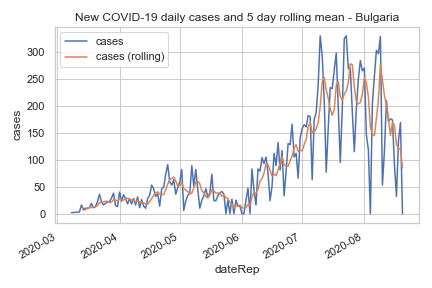 New COVID-19 daily cases and 5 day rolling mean - Bulgaria
cases
cases (rolling)
300
250
200
150
100
50
0
cases
2020-03
2020-04
2020-05
2020-06
2020-07
2020-08
dateRep